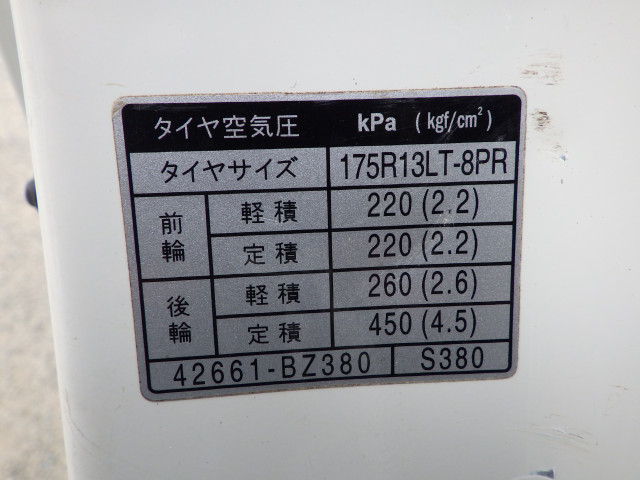 タイヤ空気圧 kPa (kgf/cm²)
タイヤサイズ 175R13LT-8PR
前輪 軽積 220 (2.2)
定積 220 (2.2)
後輪 軽積 260 (2.6)
定積 450 (4.5)
42661-BZ380 S380